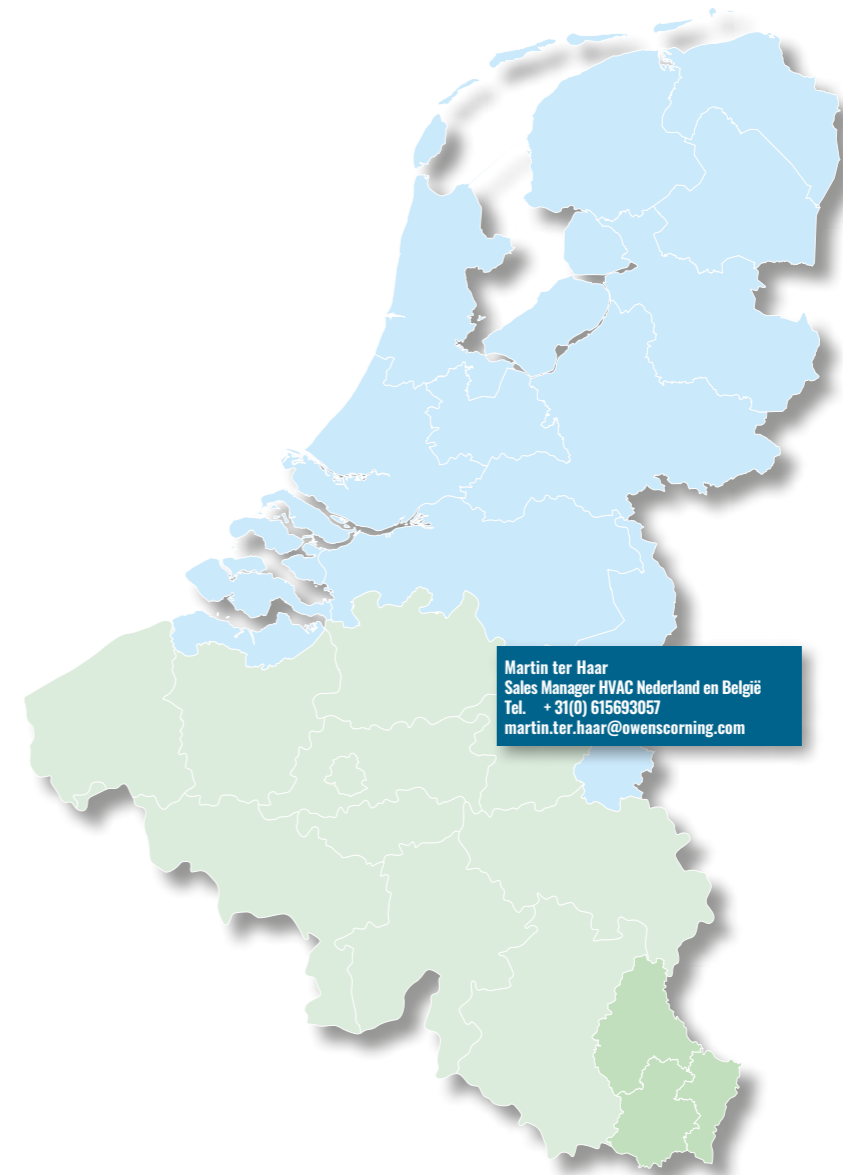 Martin ter Haar
Sales Manager HVAC Nederland en België
Tel. + 31(0) 615693057
martin.ter.haar@owenscorning.com